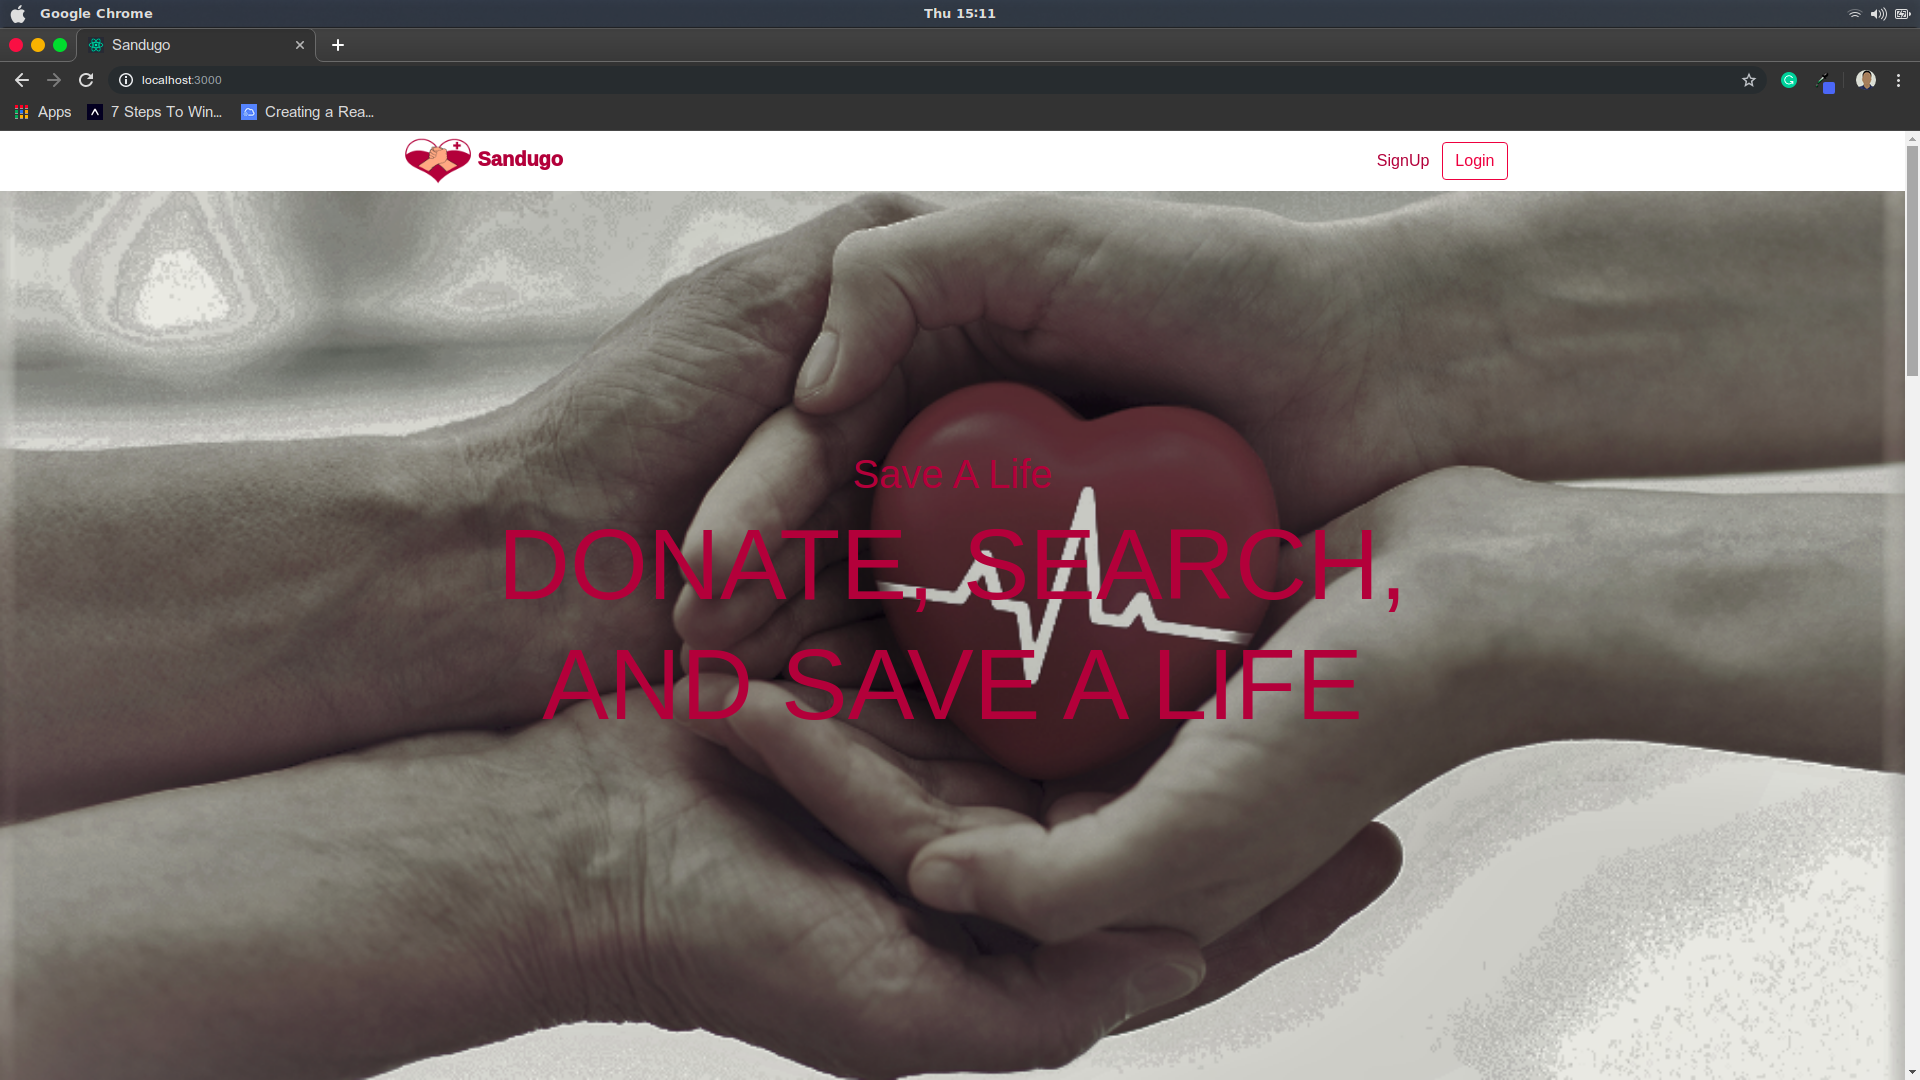 Google Chrome
Thu 15:11
Sandugo
localhost:3000
Apps
7 Steps To Win...
Creating a Rea...
Sandugo
SignUp
Login
Save A Life
DONATE, SEARCH,
AND SAVE A LIFE